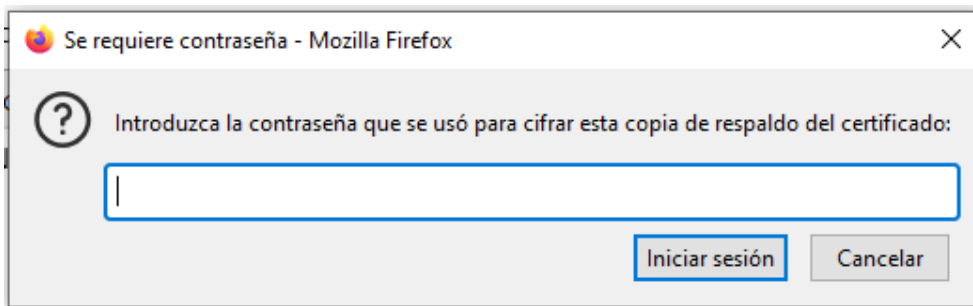 Se requiere contraseña - Mozilla Firefox
Introduzca la contraseña que se usó para cifrar esta copia de respaldo del certificado:
Iniciar sesión Cancelar